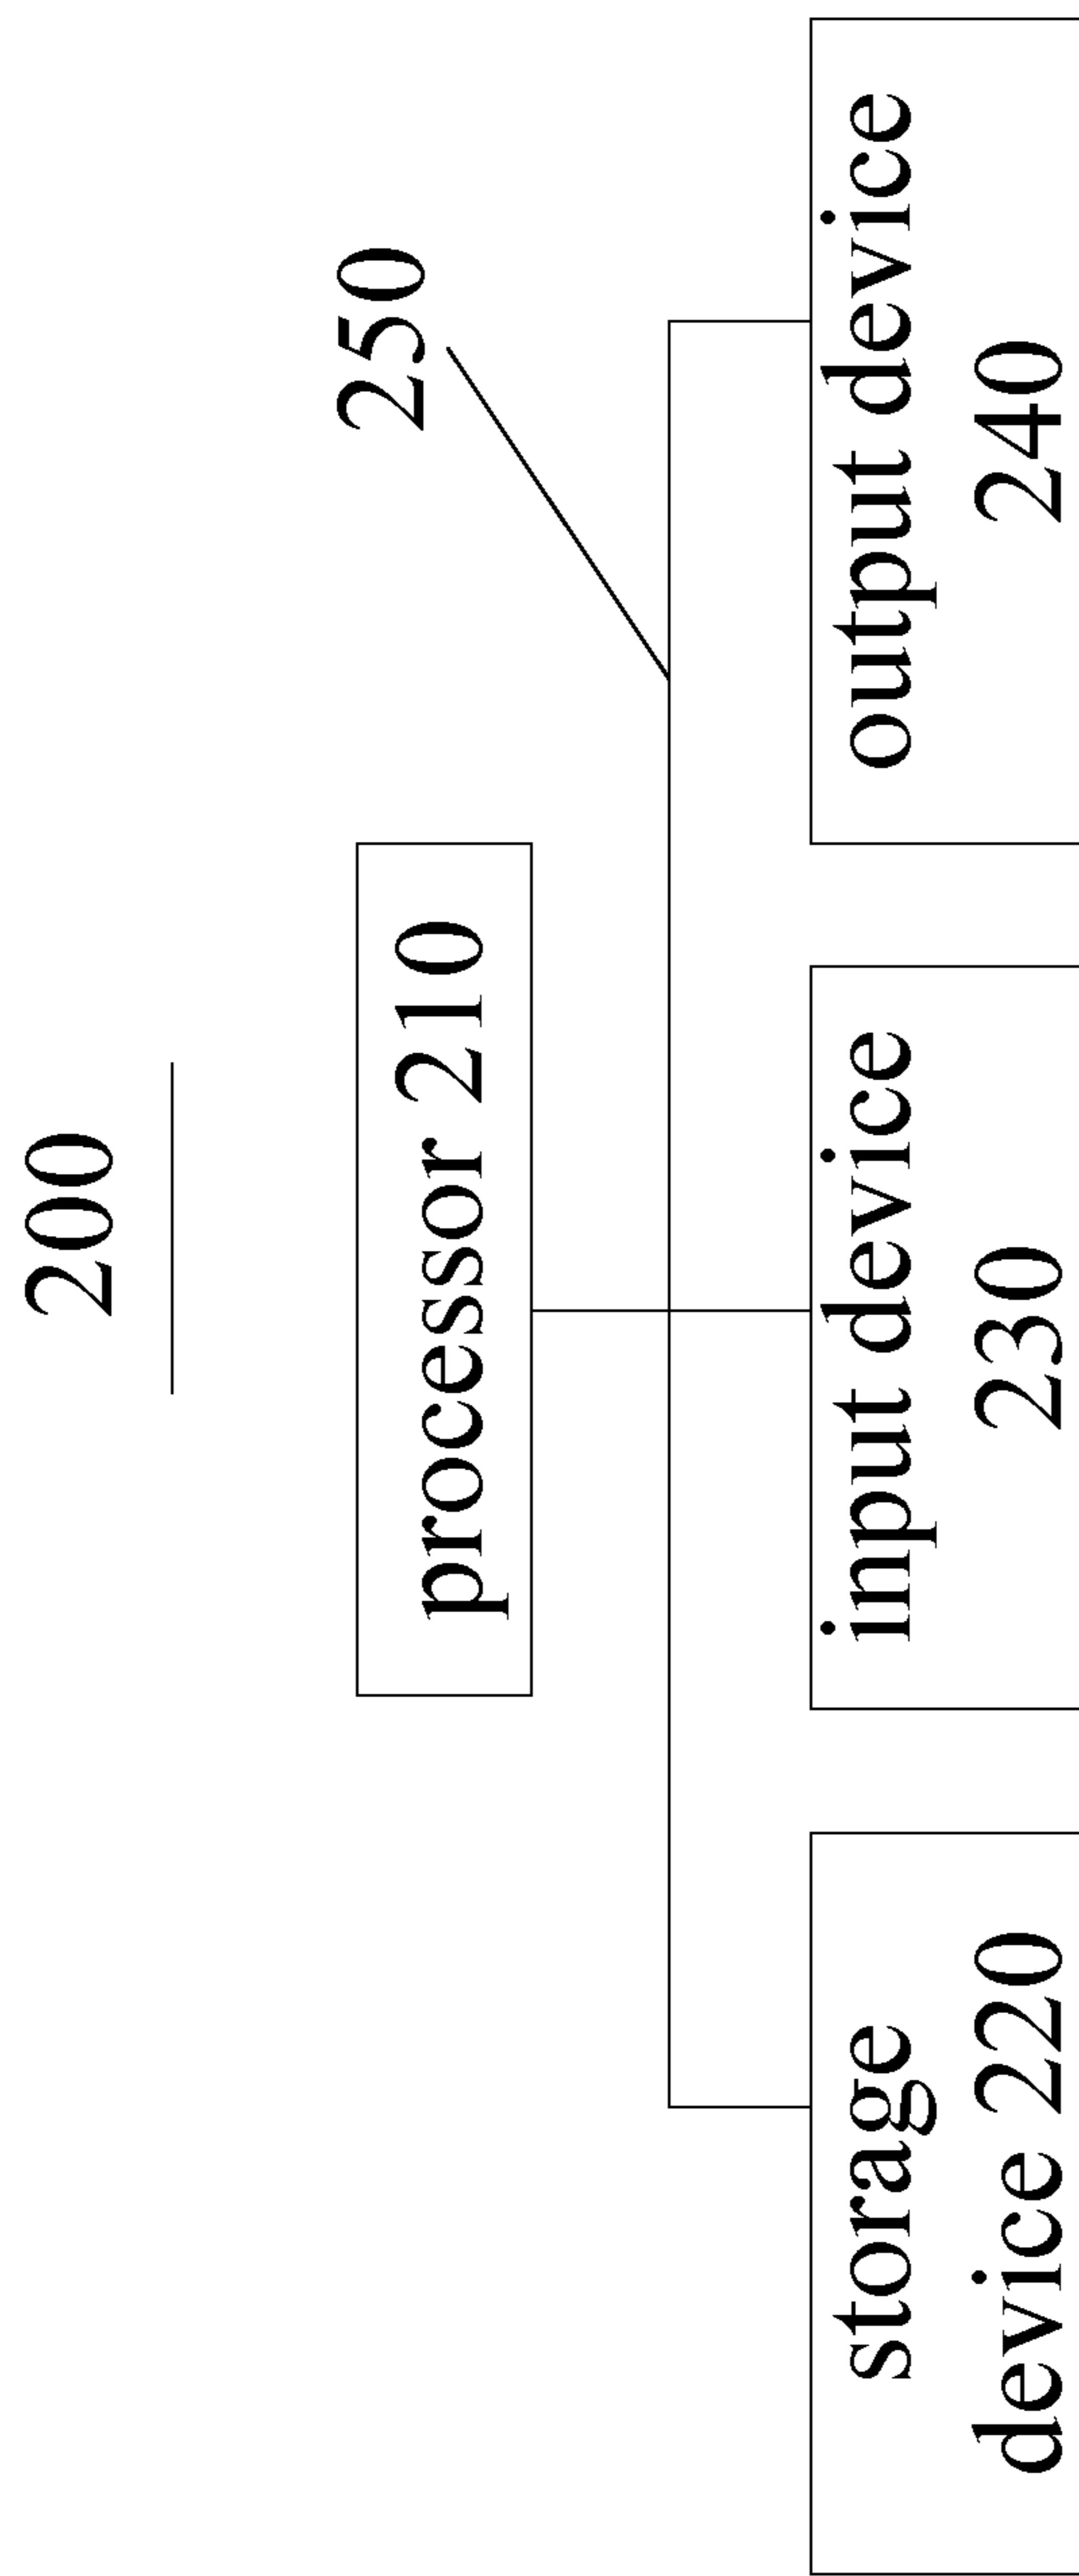 200
250
processor 210
storage
device 220
input device
230
output device
240